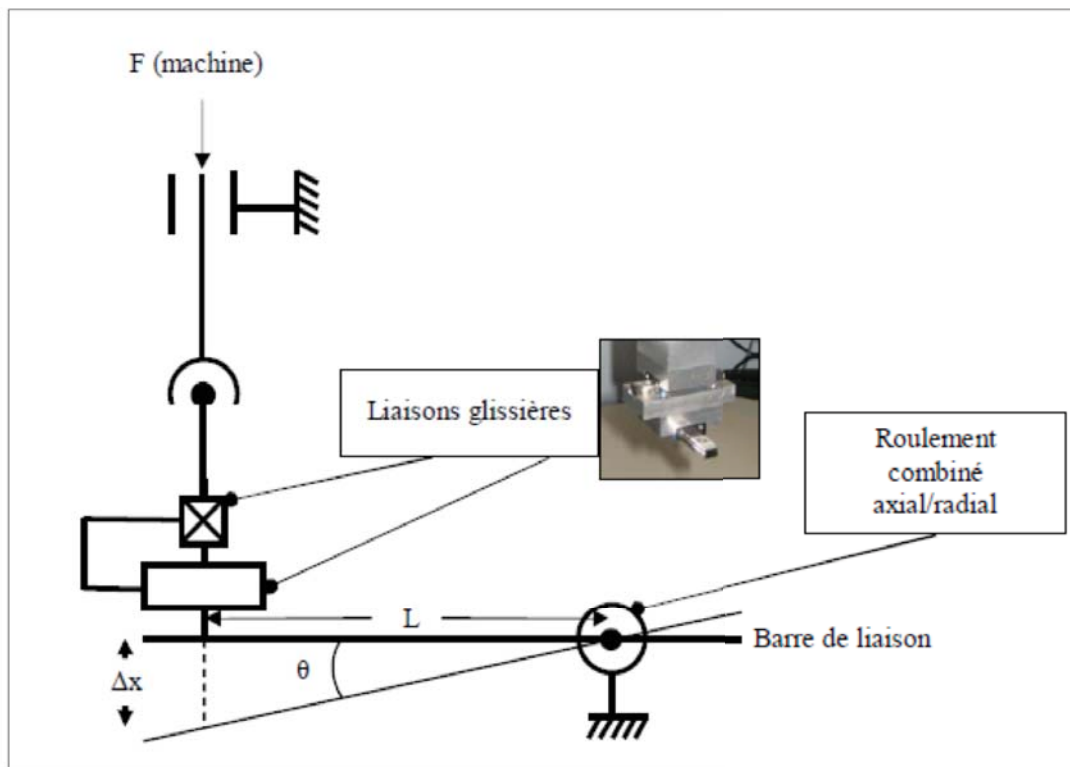 F (machine)
Liaisons glissières
Roulement
combiné
axial/radial
L
Barre de liaison
θ
Δx